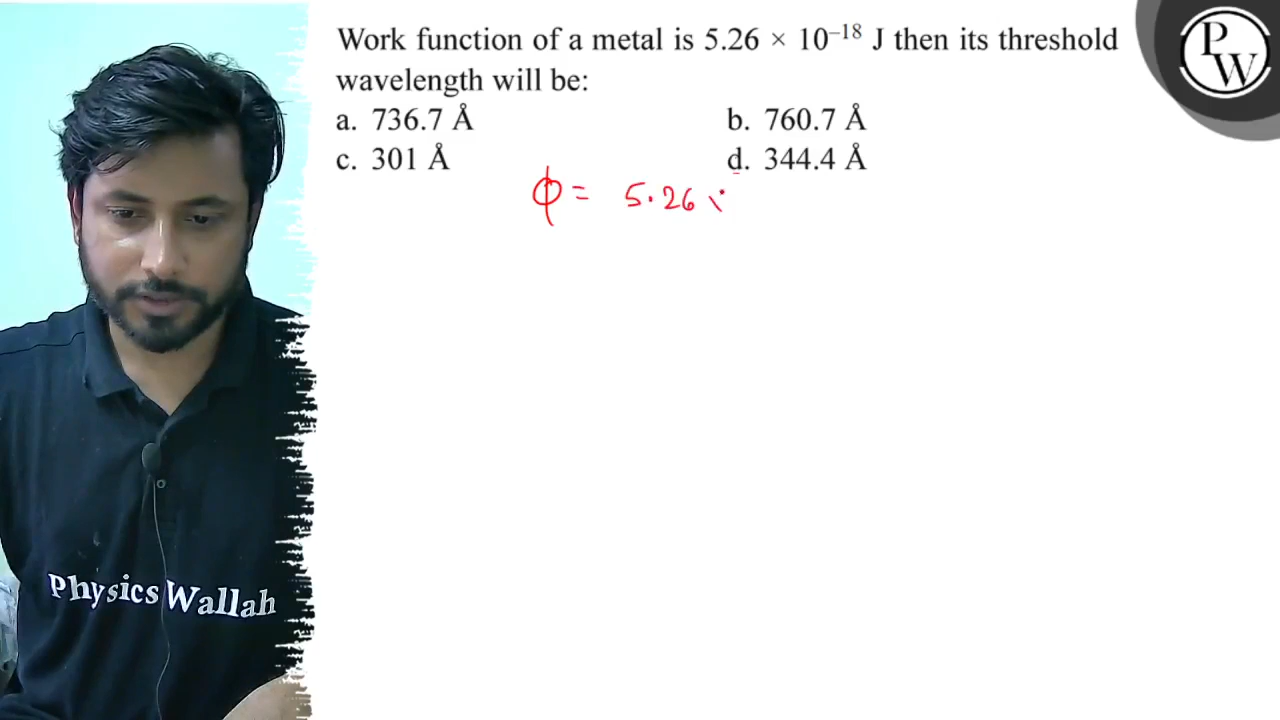 Work function of a metal is 5.26 × 10⁻¹⁸ J then its threshold
wavelength will be:
a. 736.7 Å b. 760.7 Å
c. 301 Å d. 344.4 Å
ϕ = 5.26
PW
Physics Wallah